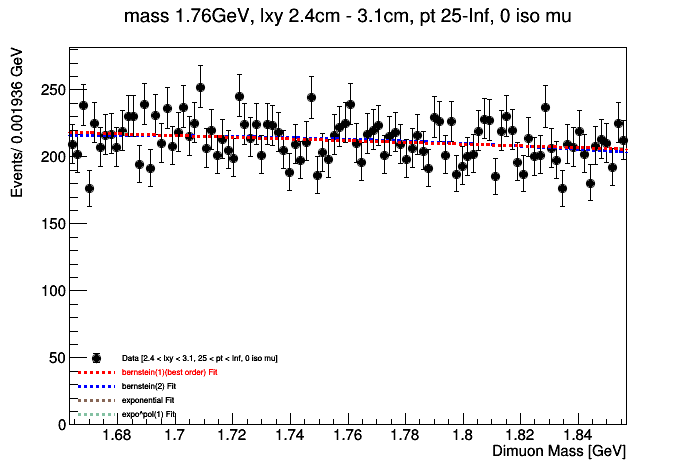 mass 1.76GeV, lxy 2.4cm - 3.1cm, pt 25-Inf, 0 iso mu
Events/ 0.001936 GeV
250
200
150
100
50
0
Data [2.4 < lxy < 3.1, 25 < pt < Inf, 0 iso mu]
bernstein(1)(best order) Fit
bernstein(2) Fit
exponential Fit
expo*pol(1) Fit
1.68 1.7 1.72 1.74 1.76 1.78 1.8 1.82 1.84
Dimuon Mass [GeV]